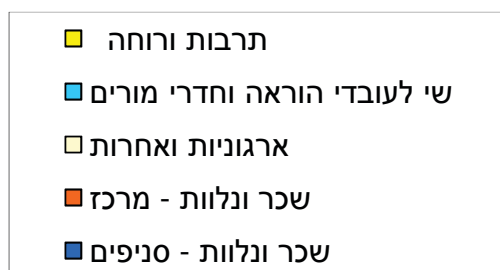 תרבות ורוחה
שי לעובדי הוראה וחדרי מורים
ארגוניות ואחרות
שכר ונלוות - מרכז
שכר ונלוות - סניפים